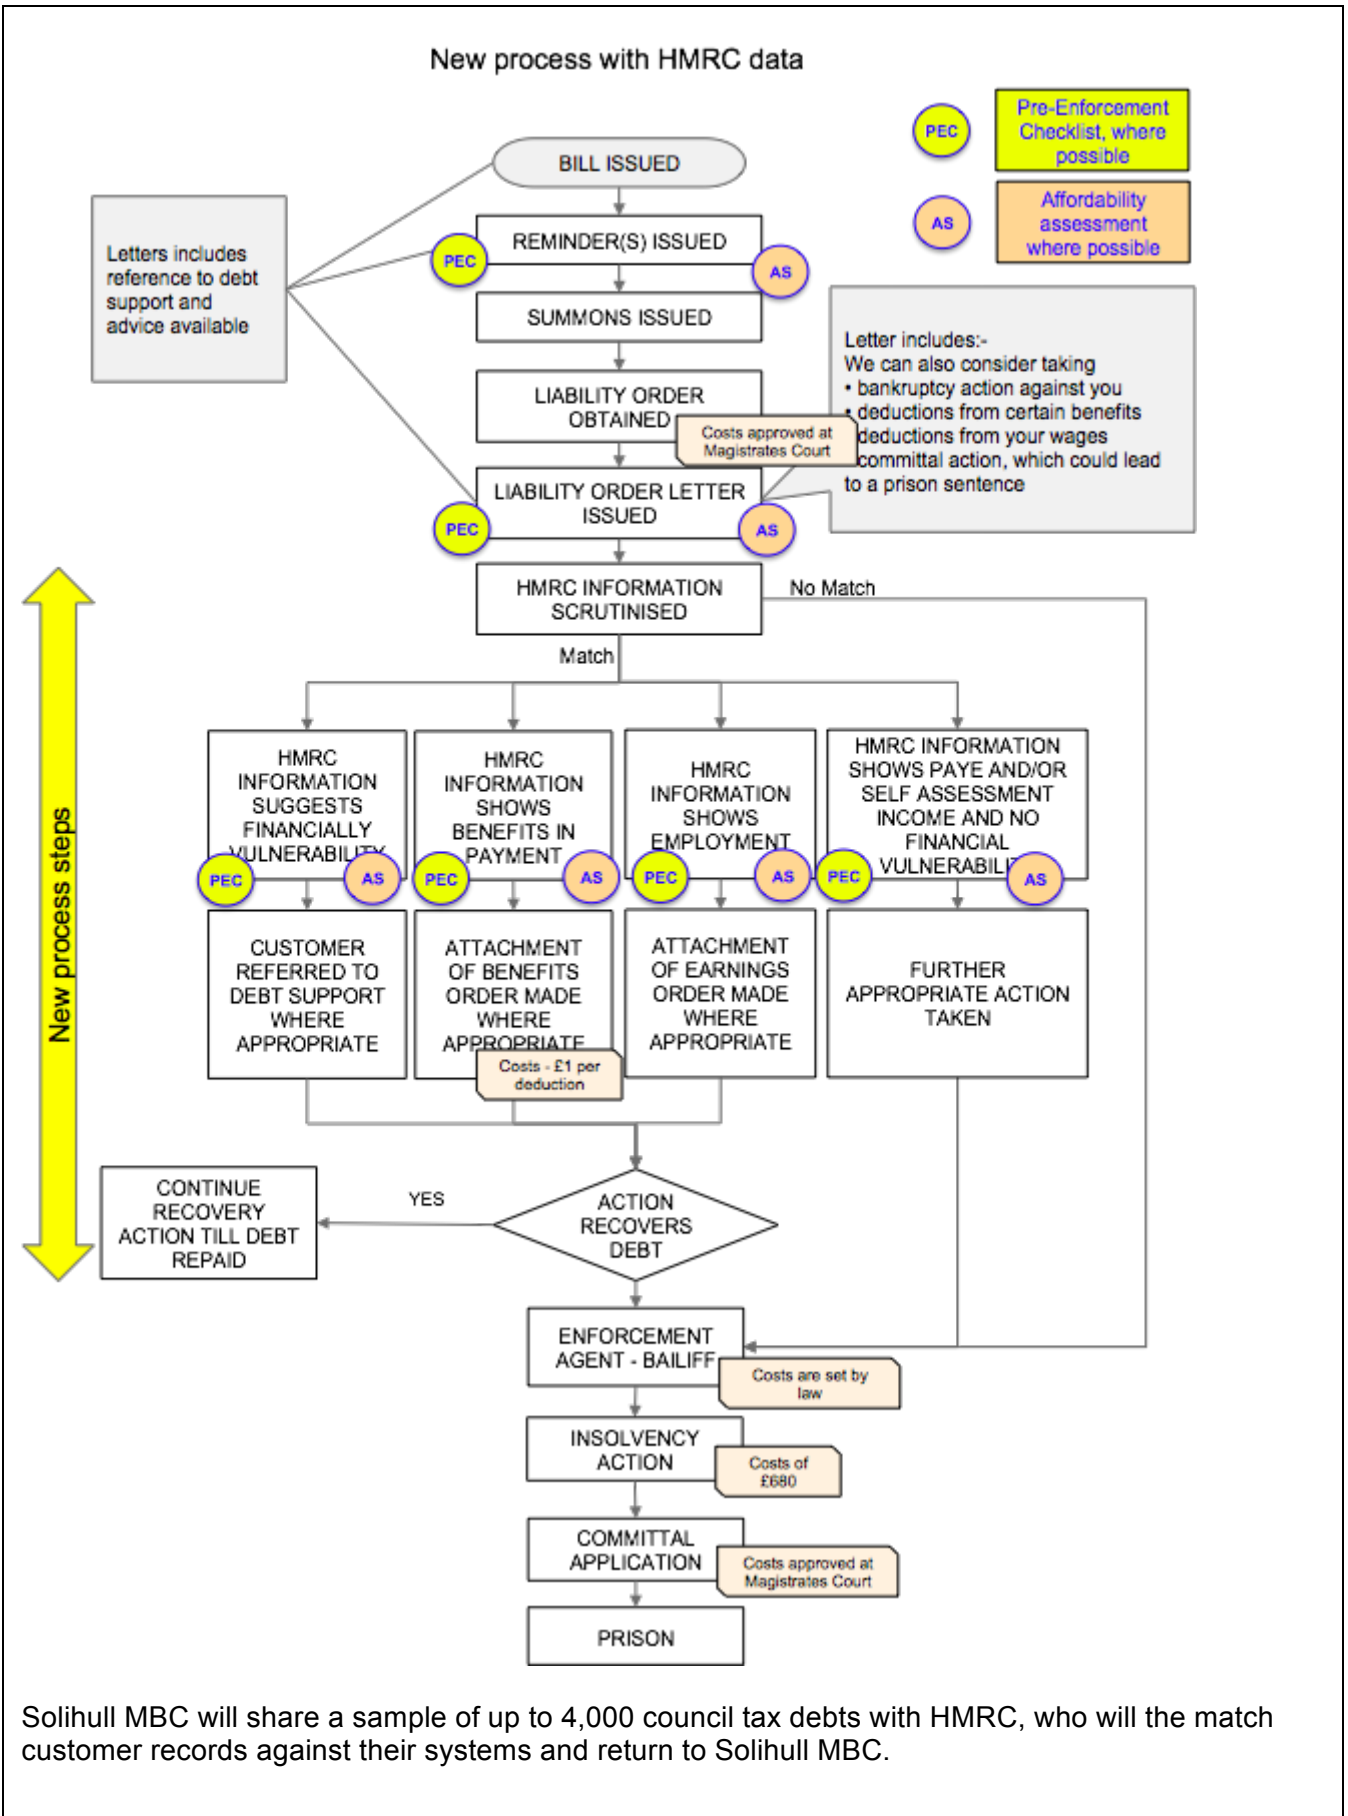 New process with HMRC data
PEC
Pre-Enforcement
Checklist, where
possible
AS
Affordability
assessment
where possible
BILL ISSUED
Letters includes
reference to debt
support and
advice available
REMINDER(S) ISSUED
PEC
AS
SUMMONS ISSUED
LIABILITY ORDER
OBTAINED
Costs approved at
Magistrates Court
Letter includes:-
We can also consider taking
• bankruptcy action against you
• deductions from certain benefits
deductions from your wages
committal action, which could lead
to a prison sentence
LIABILITY ORDER LETTER
ISSUED
PEC
AS
HMRC INFORMATION
SCRUTINISED
No Match
Match
New process steps
HMRC
INFORMATION
SUGGESTS
FINANCIALLY
VULNERABILITY
PEC
AS
HMRC
INFORMATION
SHOWS
BENEFITS IN
PAYMENT
PEC
AS
HMRC
INFORMATION
SHOWS
EMPLOYMENT
PEC
AS
HMRC INFORMATION
SHOWS PAYE AND/OR
SELF ASSESSMENT
INCOME AND NO
FINANCIAL
VULNERABILI
PEC
AS
CUSTOMER
REFERRED TO
DEBT SUPPORT
WHERE
APPROPRIATE
ATTACHMENT
OF BENEFITS
ORDER MADE
WHERE
APPROPRIATE
Costs - £1 per
deduction
ATTACHMENT
OF EARNINGS
ORDER MADE
WHERE
APPROPRIATE
FURTHER
APPROPRIATE ACTION
TAKEN
CONTINUE
RECOVERY
ACTION TILL DEBT
REPAID
YES
ACTION
RECOVERS
DEBT
ENFORCEMENT
AGENT - BAILIFF
Costs are set by
law
INSOLVENCY
ACTION
Costs of
£680
COMMITTAL
APPLICATION
Costs approved at
Magistrates Court
PRISON
Solihull MBC will share a sample of up to 4,000 council tax debts with HMRC, who will the match
customer records against their systems and return to Solihull MBC.